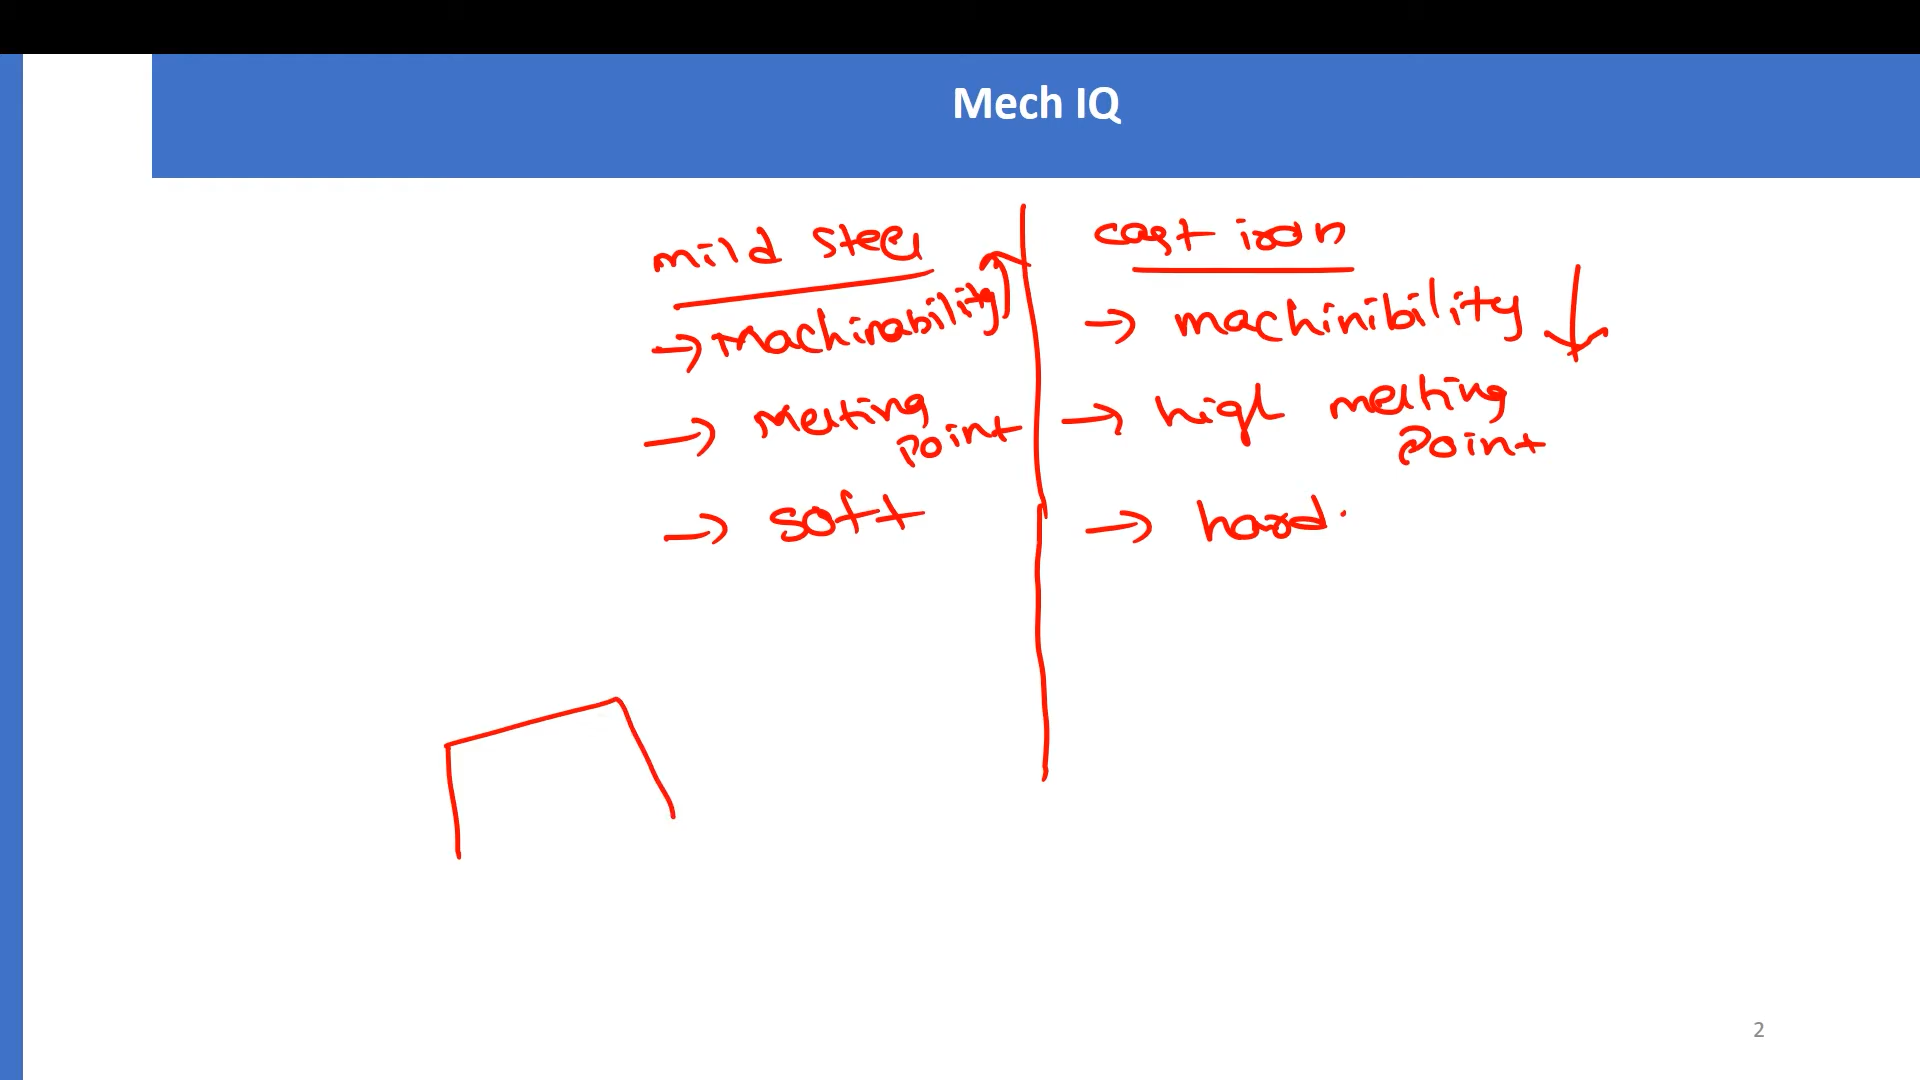 Mech IQ
mild steel
→ machinability ↑
→ melting
point
→ soft
cast iron
→ machinibility ↓
→ high melting
point
→ hard.
2